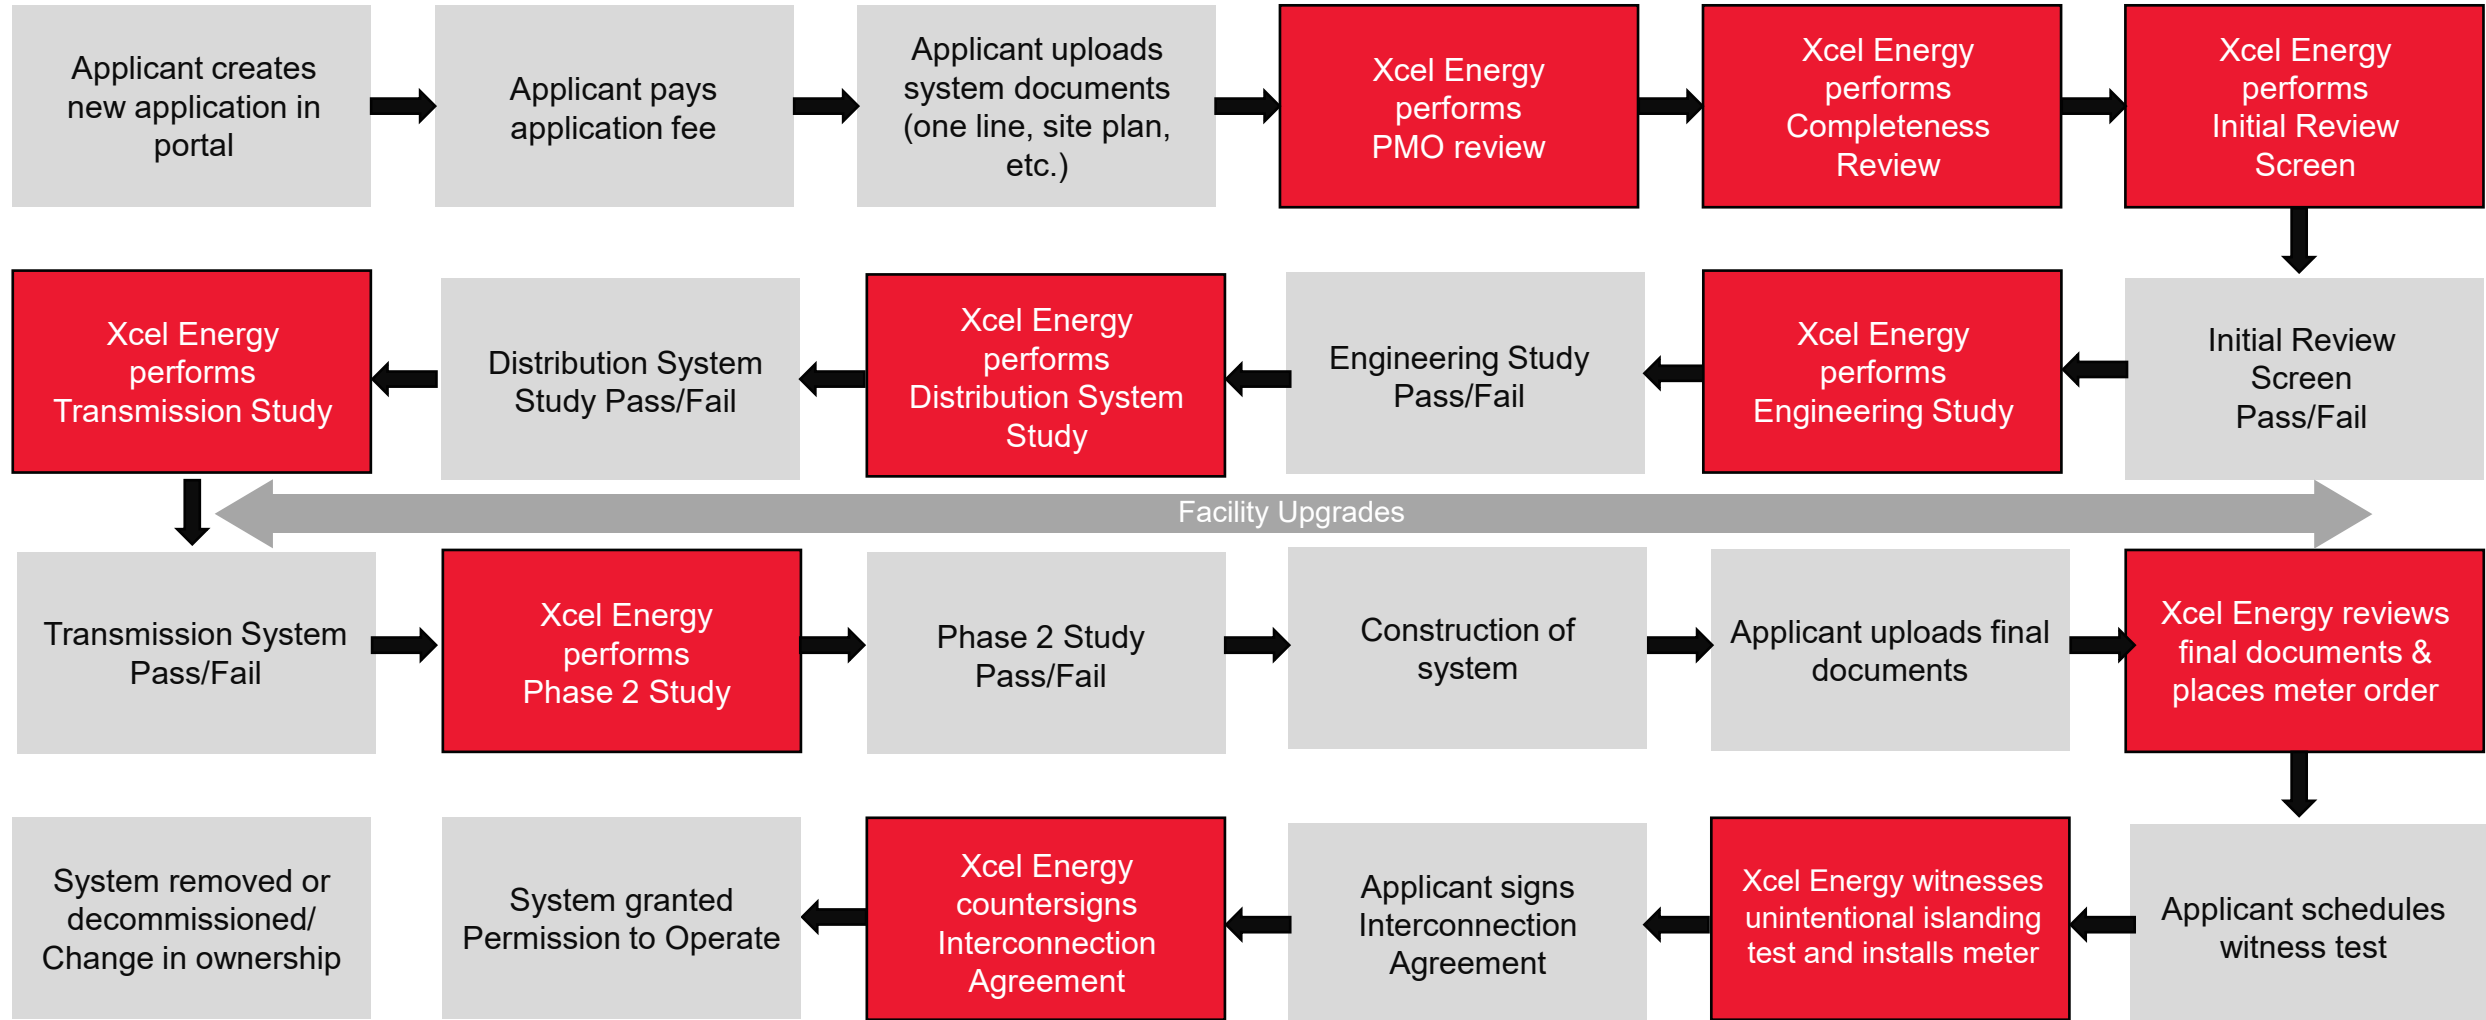 Applicant creates
new application in
portal
Applicant pays
application fee
Applicant uploads
system documents
(one line, site plan,
etc.)
Xcel Energy
performs
PMO review
Xcel Energy
performs
Completeness
Review
Xcel Energy
performs
Initial Review
Screen
Initial Review
Screen
Pass/Fail
Xcel Energy
performs
Engineering Study
Engineering Study
Pass/Fail
Xcel Energy
performs
Distribution System
Study
Distribution System
Study Pass/Fail
Xcel Energy
performs
Transmission Study
Facility Upgrades
Transmission System
Pass/Fail
Xcel Energy
performs
Phase 2 Study
Phase 2 Study
Pass/Fail
Construction of
system
Applicant uploads final
documents
Xcel Energy reviews
final documents &
places meter order
Applicant schedules
witness test
Xcel Energy witnesses
unintentional islanding
test and installs meter
Applicant signs
Interconnection
Agreement
Xcel Energy
countersigns
Interconnection
Agreement
System granted
Permission to Operate
System removed or
decommissioned/
Change in ownership